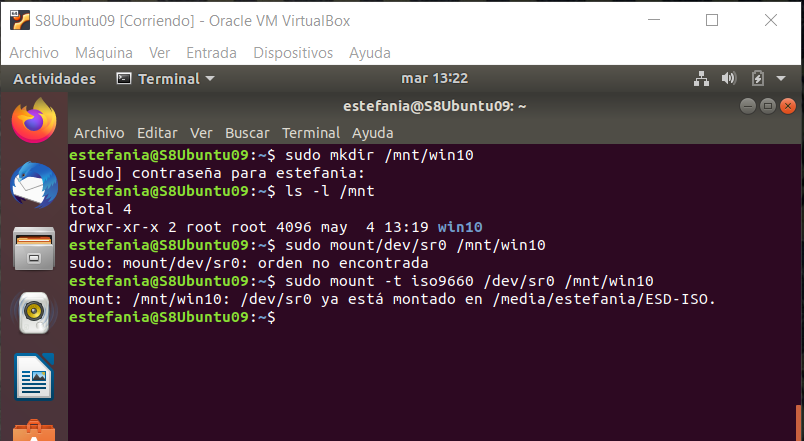 S8Ubuntu09 [Corriendo] - Oracle VM VirtualBox
Archivo Máquina Ver Entrada Dispositivos Ayuda
Actividades Terminal mar 13:22
estefania@S8Ubuntu09: ~
Archivo Editar Ver Buscar Terminal Ayuda
estefania@S8Ubuntu09:~$ sudo mkdir /mnt/win10
[sudo] contraseña para estefania:
estefania@S8Ubuntu09:~$ ls -l /mnt
total 4
drwxr-xr-x 2 root root 4096 may  4 13:19 win10
estefania@S8Ubuntu09:~$ sudo mount/dev/sr0 /mnt/win10
sudo: mount/dev/sr0: orden no encontrada
estefania@S8Ubuntu09:~$ sudo mount -t iso9660 /dev/sr0 /mnt/win10
mount: /mnt/win10: /dev/sr0 ya está montado en /media/estefania/ESD-ISO.
estefania@S8Ubuntu09:~$